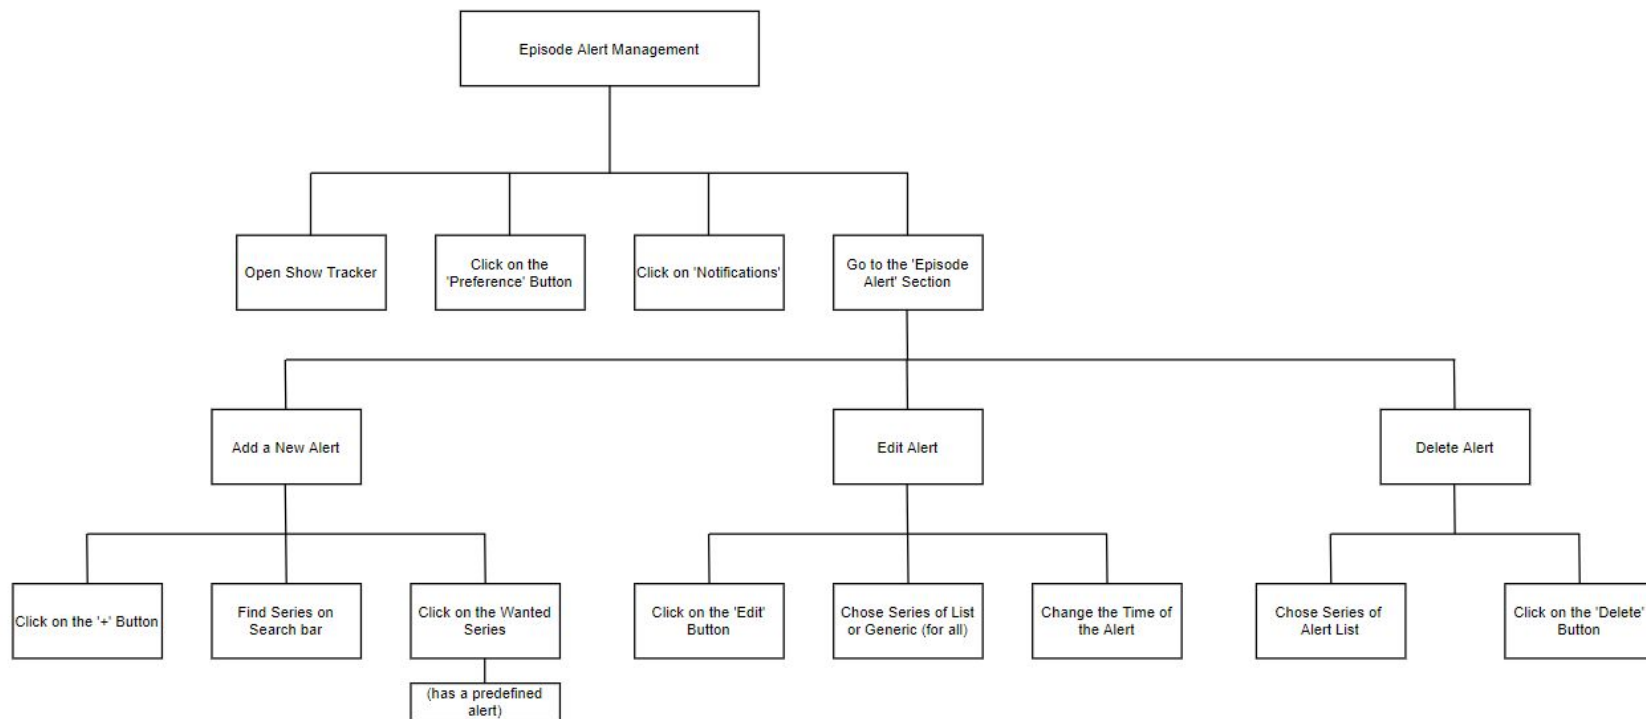 Episode Alert Management
Open Show Tracker
Click on the
'Preference' Button
Click on 'Notifications'
Go to the 'Episode
Alert' Section
Add a New Alert
Edit Alert
Delete Alert
Click on the '+' Button
Find Series on
Search bar
Click on the Wanted
Series
Click on the 'Edit'
Button
Chose Series of List
or Generic (for all)
Change the Time of
the Alert
Chose Series of
Alert List
Click on the 'Delete'
Button
(has a predefined
alert)